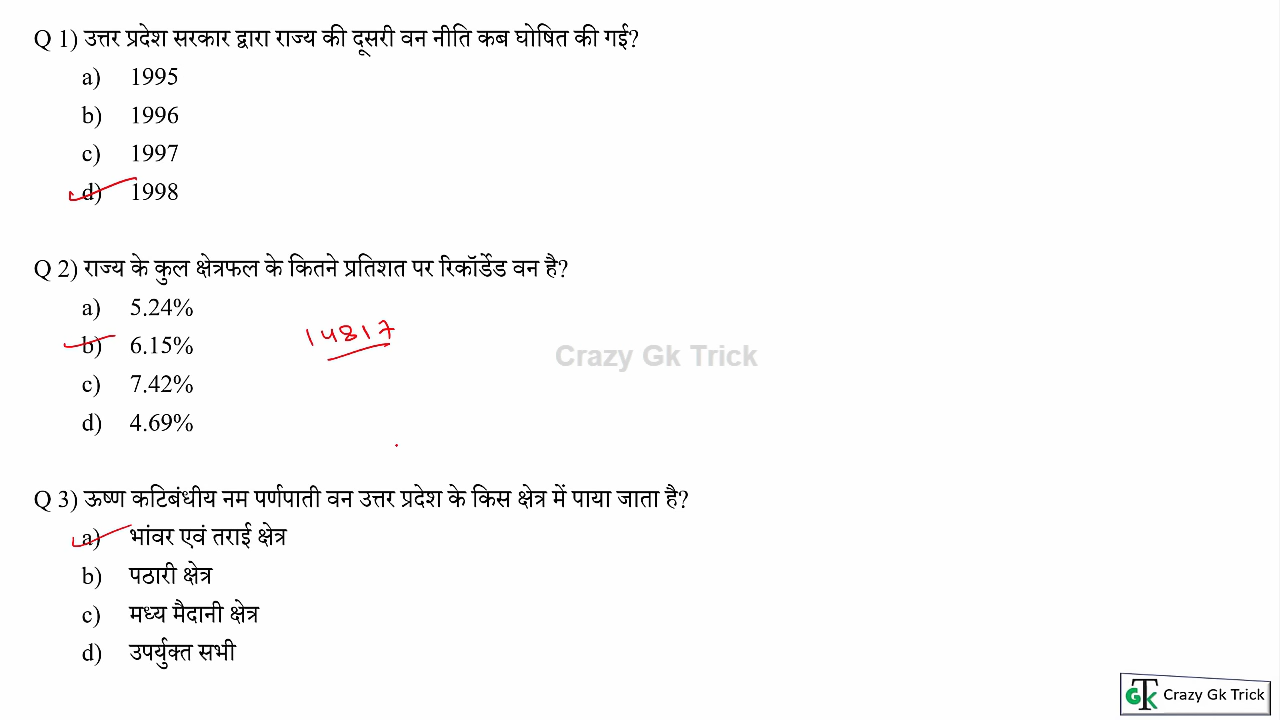 Q 1) उत्तर प्रदेश सरकार द्वारा राज्य की दूसरी वन नीति कब घोषित की गई?
a) 1995
b) 1996
c) 1997
d) 1998
Q 2) राज्य के कुल क्षेत्रफल के कितने प्रतिशत पर रिकॉर्डेड वन है?
a) 5.24%
b) 6.15%
14817
Crazy Gk Trick
c) 7.42%
d) 4.69%
Q 3) ऊष्ण कटिबंधीय नम पर्णपाती वन उत्तर प्रदेश के किस क्षेत्र में पाया जाता है?
a) भांवर एवं तराई क्षेत्र
b) पठारी क्षेत्र
c) मध्य मैदानी क्षेत्र
d) उपर्युक्त सभी
GTK Crazy Gk Trick